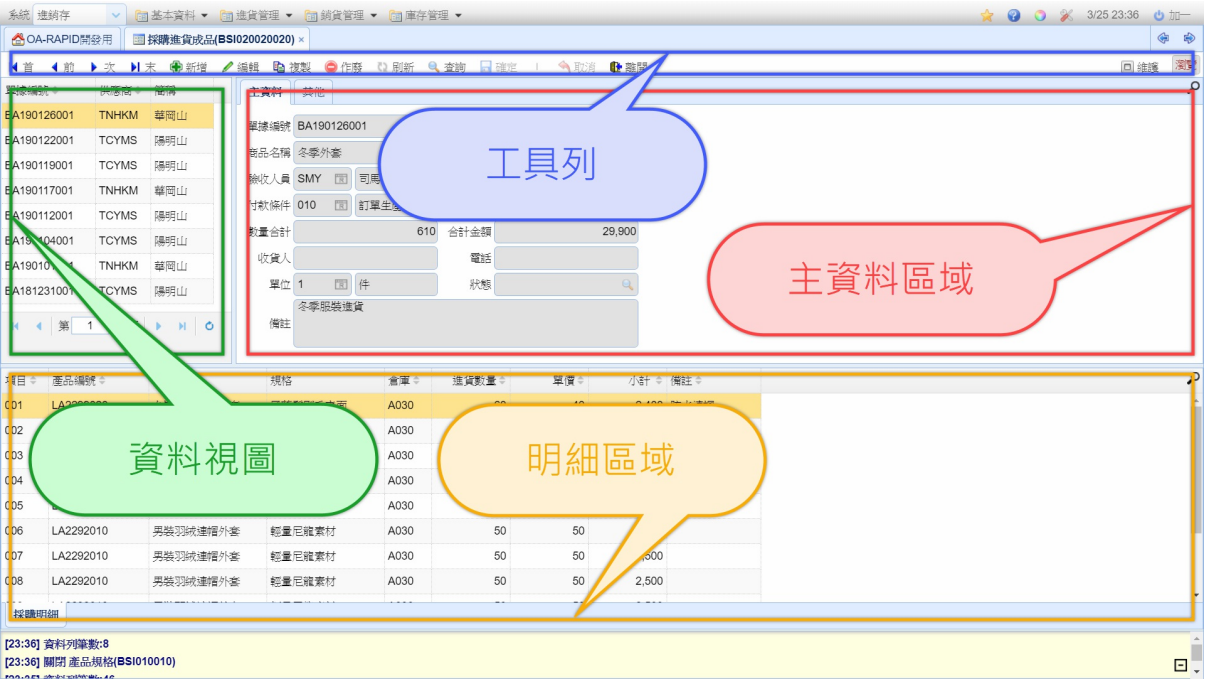 系統 進銷存 基本資料 進貨管理 銷貨管理 庫存管理 3/25 23:36 加一
OA-RAPID開發用 採購進貨成品(BSI020020020) ×
首 前 次 末 新增 編輯 複製 作廢 刷新 查詢 確定 取消 離開 維護 瀏覽
單據編號 供應商 簡稱 主資料 其他
BA190126001 TNHKM 華岡山
BA190122001 TCYMS 陽明山
BA190119001 TCYMS 陽明山
BA190117001 TNHKM 華岡山
BA190112001 TCYMS 陽明山
TCYMS 陽明山
TNHKM 華岡山
BA181231001 TCYMS 陽明山
第 1
單據編號 BA190126001
商品名稱 冬季外套
驗收人員 SMY 司馬
付款條件 010 訂單生
數量合計 610 合計金額 29,900
收貨人 電話
單位 1 件 狀態
冬季服裝進貨
備註
工具列
主資料區域
資料視圖
明細區域
項目 產品編號 規格 倉庫 進貨數量 單價 小計 備註
001 A030
002 A030
003 A030
004 A030
005 A030
006 LA2292010 男裝羽絨連帽外套 輕量尼龍素材 A030 50 50
007 LA2292010 男裝羽絨連帽外套 輕量尼龍素材 A030 50 50
008 LA2292010 男裝羽絨連帽外套 輕量尼龍素材 A030 50 50 2,500
採購明細
[23:36] 資料列筆數:8
[23:36] 關閉 產品規格(BSI010010)